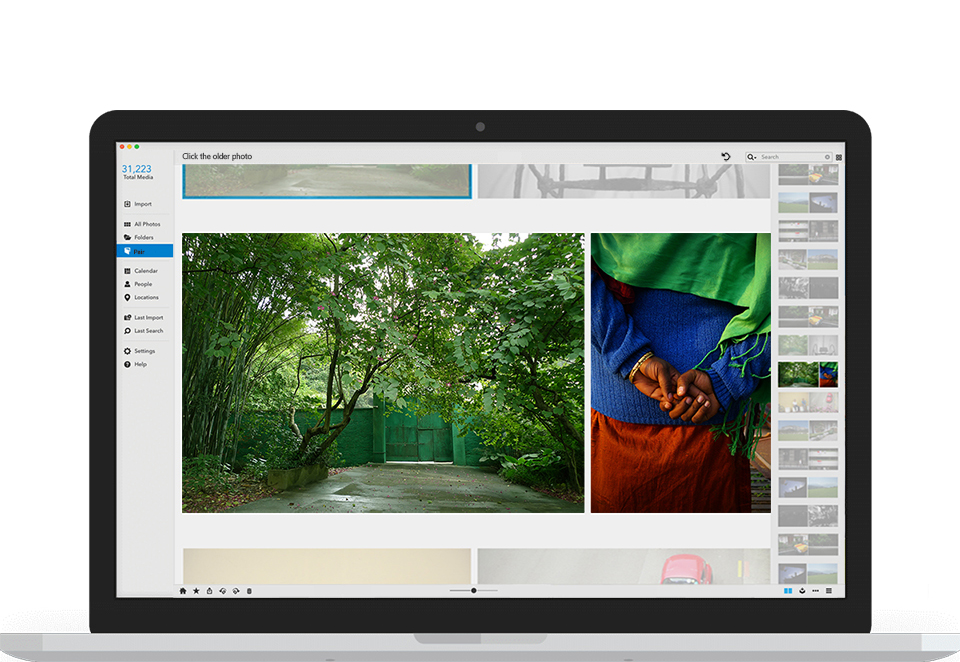 Click the older photo
Search
31,223
Total Media
Import
All Photos
Folders
Pair
Calendar
People
Locations
Last Import
Last Search
Settings
Help